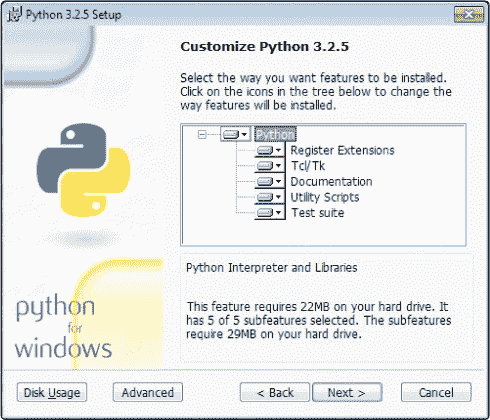 Python 3.2.5 Setup
Customize Python 3.2.5
Select the way you want features to be installed.
Click on the icons in the tree below to change the
way features will be installed.
Python
Register Extensions
Tcl/Tk
Documentation
Utility Scripts
Test suite
Python Interpreter and Libraries
This feature requires 22MB on your hard drive. It
has 5 of 5 subfeatures selected. The subfeatures
require 29MB on your hard drive.
python
for
windows
Disk Usage
Advanced
< Back
Next >
Cancel